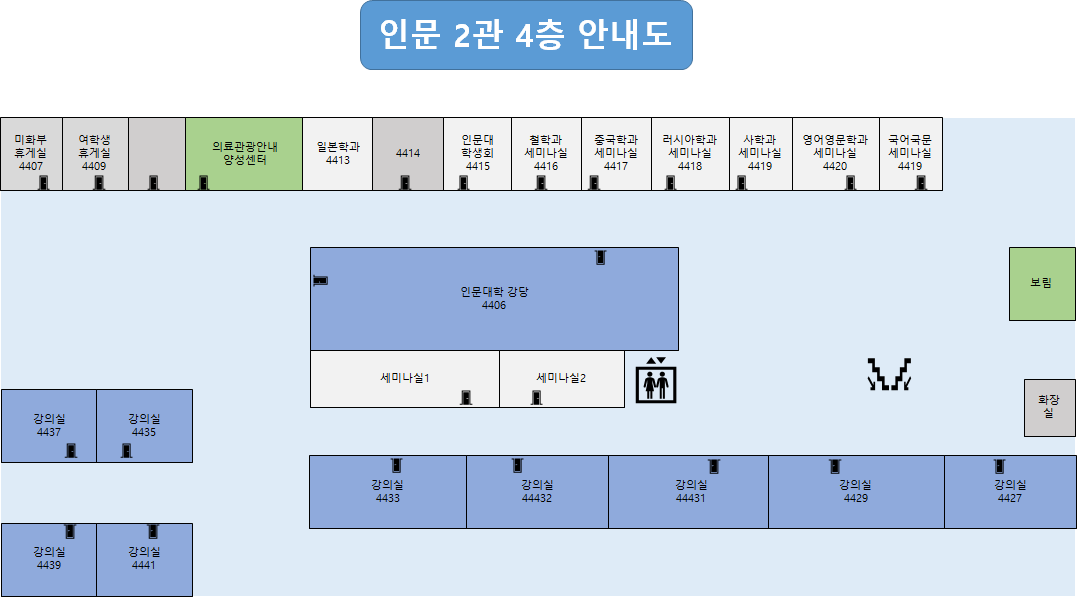 인문 2관 4층 안내도
미화부
휴게실
4407
여학생
휴게실
4409
의료관광안내
양성센터
일본학과
4413
4414
인문대
학생회
4415
철학과
세미나실
4416
중국학과
세미나실
4417
러시아학과
세미나실
4418
사학과
세미나실
4419
영어영문학과
세미나실
4420
국어국문
세미나실
4419
인문대학 강당
4406
보림
세미나실1
세미나실2
화장
실
강의실
4437
강의실
4435
강의실
4433
강의실
44432
강의실
44431
강의실
4429
강의실
4427
강의실
4439
강의실
4441